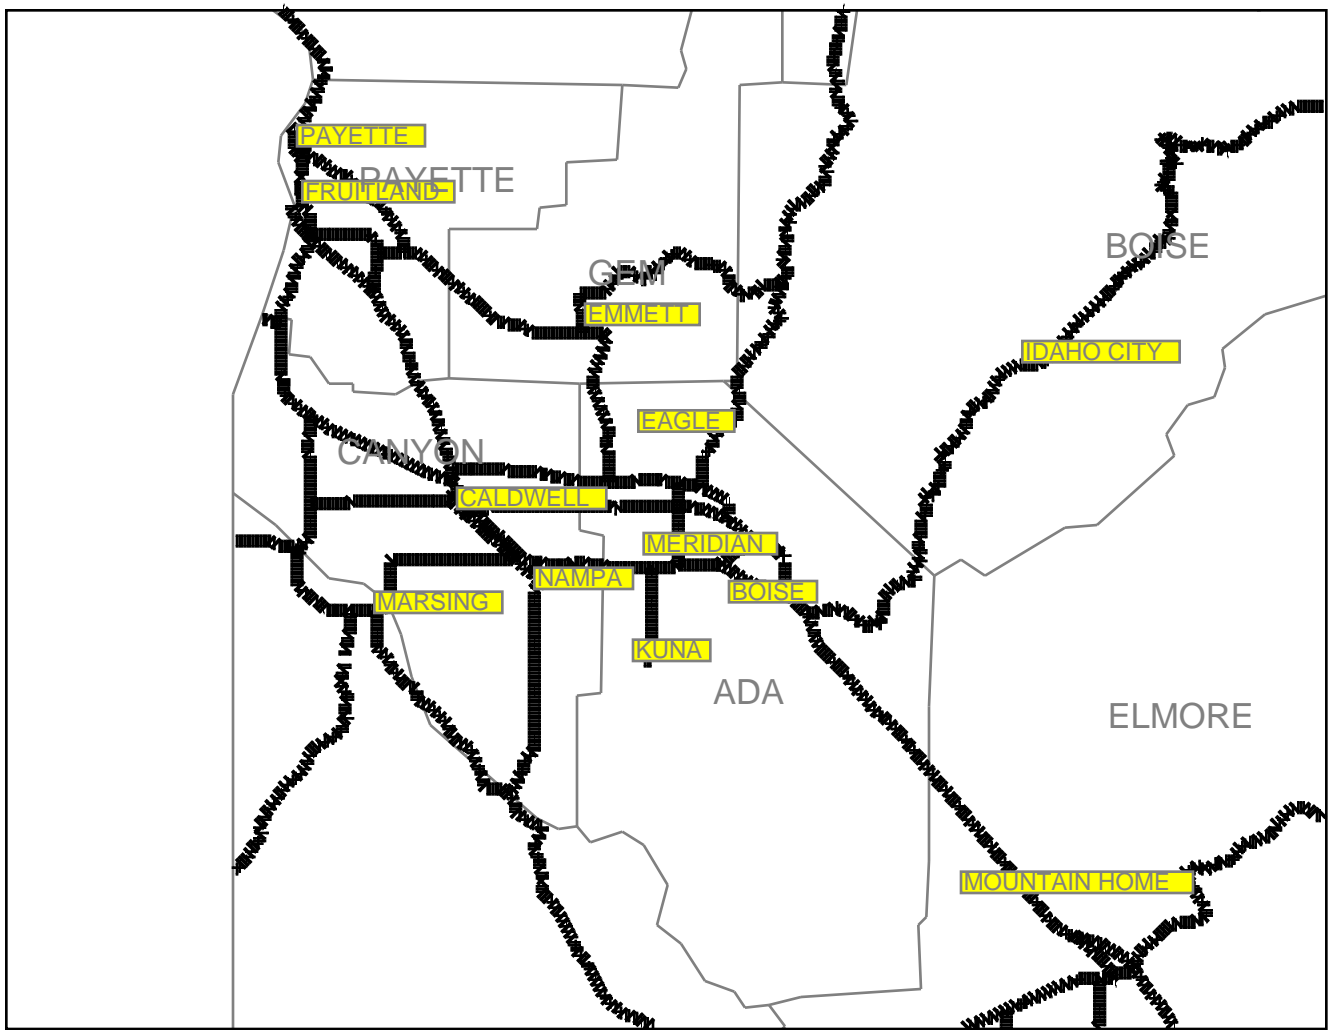 PAYETTE
PAYETTE
FRUITLAND
BOISE
GEM
EMMETT
IDAHO CITY
EAGLE
CANYON
CALDWELL
MERIDIAN
NAMPA
BOISE
MARSING
KUNA
ADA
ELMORE
MOUNTAIN HOME